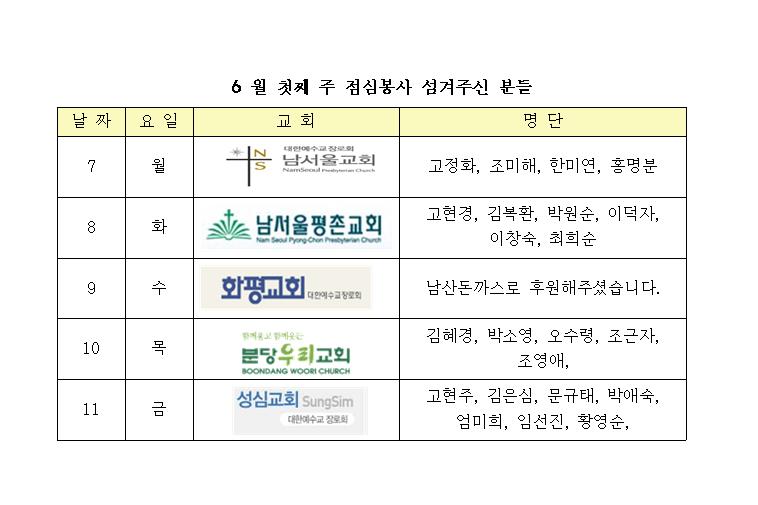 6 월 첫째 주 점심봉사 섬겨주신 분들
날 짜 요 일 교 회 명 단
7 월 고정화, 조미해, 한미연, 홍명분
N S
대한예수교 장로회
남서울교회
NamSeoul Presbyterian Church
8 화 고현경, 김복환, 박원순, 이덕자,
이창숙, 최희순
남서울평촌교회
Nam Seoul Pyong-Chon Presbyterian Church
9 수 화평교회 대한예수교장로회 남산돈까스로 후원해주셨습니다.
10 목 김혜경, 박소영, 오수령, 조근자,
조영애,
함께울고 함께웃는
분당우리교회
BOONDANG WOORI CHURCH
11 금 고현주, 김은심, 문규태, 박애숙,
엄미희, 임선진, 황영순,
성심교회 SungSim
대한예수교 장로회